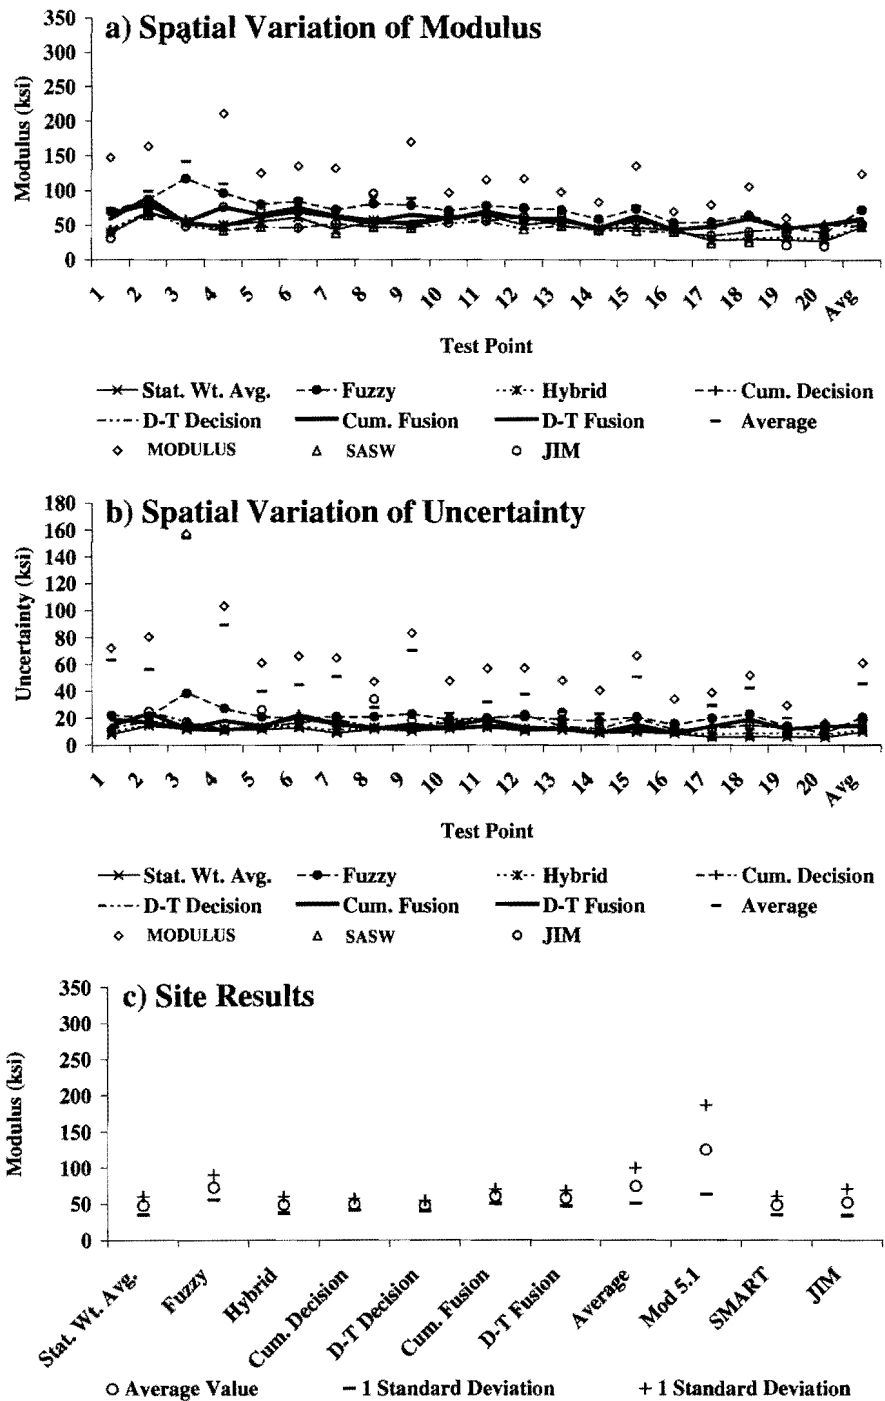 a) Spatial Variation of Modulus
350
300
250
200
150
100
50
0
Modulus (ksi)
1 2 3 4 5 6 7 8 9 10 11 12 13 14 15 16 17 18 19 20 Avg
Test Point
Stat. Wt. Avg. Fuzzy Hybrid Cum. Decision
D-T Decision Cum. Fusion D-T Fusion Average
MODULUS SASW JIM
b) Spatial Variation of Uncertainty
180
160
140
120
100
80
60
40
20
0
Uncertainty (ksi)
1 2 3 4 5 6 7 8 9 10 11 12 13 14 15 16 17 18 19 20 Avg
Test Point
Stat. Wt. Avg. Fuzzy Hybrid Cum. Decision
D-T Decision Cum. Fusion D-T Fusion Average
MODULUS SASW JIM
c) Site Results
350
300
250
200
150
100
50
0
Modulus (ksi)
Stat. Wt. Avg. Fuzzy Hybrid Cum. Decision D-T Decision Cum. Fusion D-T Fusion Average Mod 5.1 SMART JIM
Average Value – 1 Standard Deviation + 1 Standard Deviation